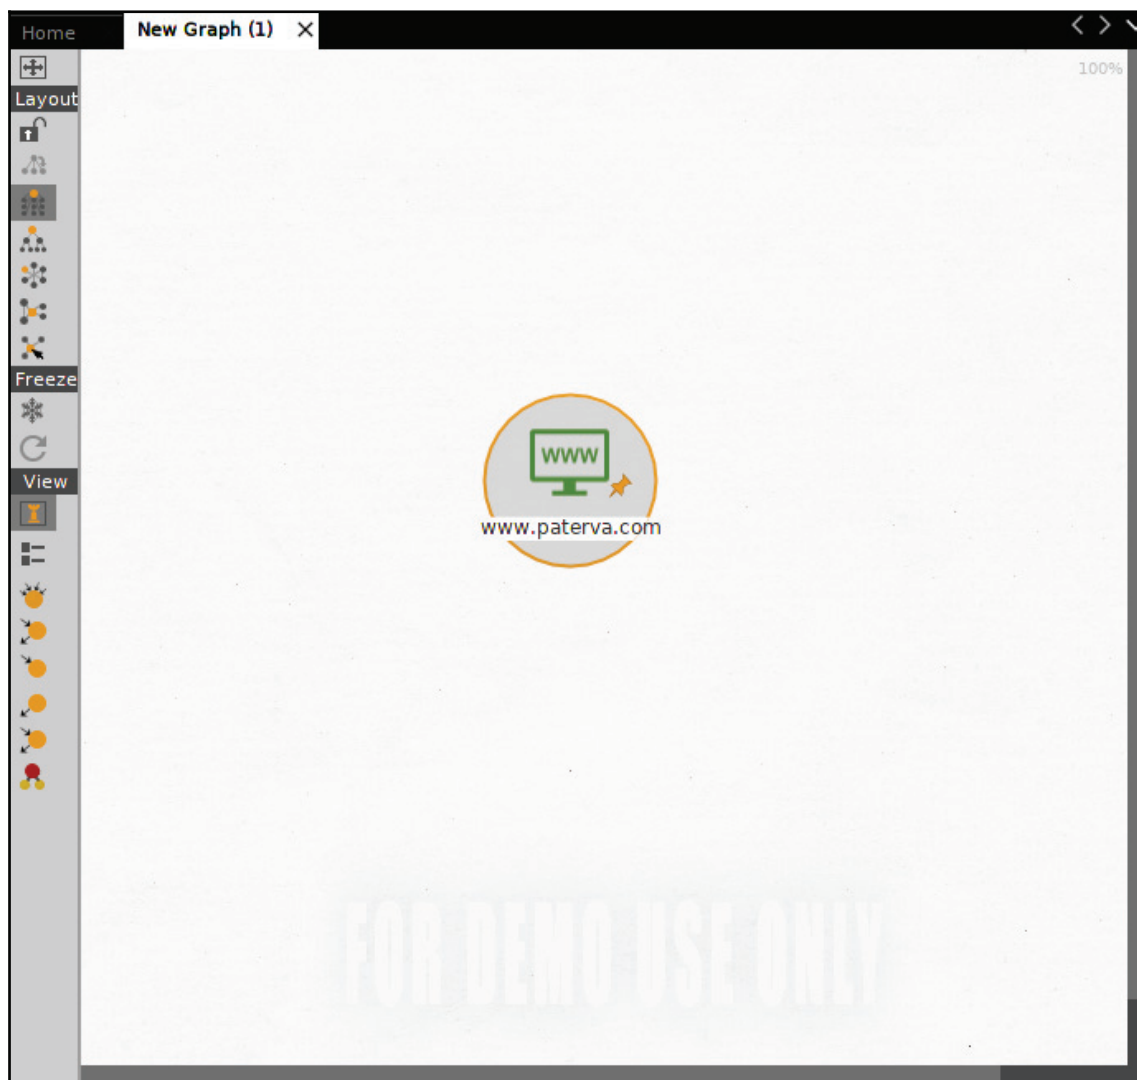 Home
New Graph (1)
100%
Layout
Freeze
View
WWW
www.paterva.com
FOR DEMO USE ONLY